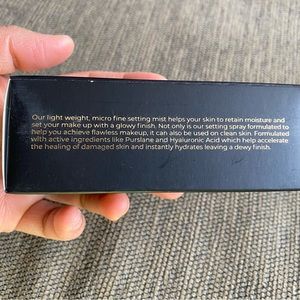 Our light weight, micro fine setting mist helps your skin to retain moisture and
set your make up with a glowy finish. Not only is our setting spray formulated to
help you achieve flawless makeup, it can also be used on clean skin. Formulated
with active ingredients like Purslane and Hyaluronic Acid which help accelerate
the healing of damaged skin and instantly hydrates leaving a dewy finish.